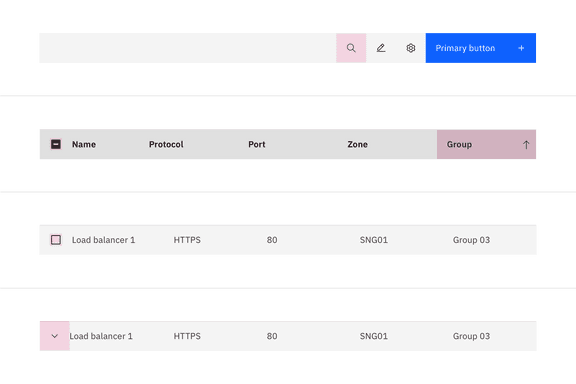 Primary button
Name Protocol Port Zone Group
Load balancer 1 HTTPS 80 SNG01 Group 03
Load balancer 1 HTTPS 80 SNG01 Group 03